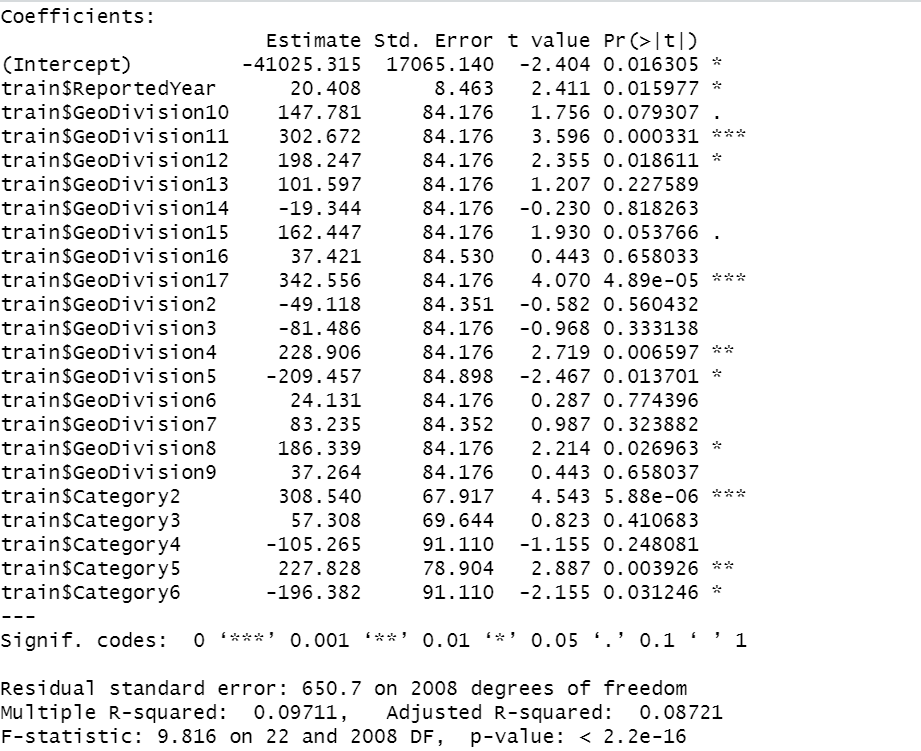 Coefficients:
Estimate Std. Error t value Pr(>|t|)
(Intercept) -41025.315 17065.140 -2.404 0.016305 *
train$ReportedYear 20.408 8.463 2.411 0.015977 *
train$GeoDivision10 147.781 84.176 1.756 0.079307 .
train$GeoDivision11 302.672 84.176 3.596 0.000331 ***
train$GeoDivision12 198.247 84.176 2.355 0.018611 *
train$GeoDivision13 101.597 84.176 1.207 0.227589
train$GeoDivision14 -19.344 84.176 -0.230 0.818263
train$GeoDivision15 162.447 84.176 1.930 0.053766 .
train$GeoDivision16 37.421 84.530 0.443 0.658033
train$GeoDivision17 342.556 84.176 4.070 4.89e-05 ***
train$GeoDivision2 -49.118 84.351 -0.582 0.560432
train$GeoDivision3 -81.486 84.176 -0.968 0.333138
train$GeoDivision4 228.906 84.176 2.719 0.006597 **
train$GeoDivision5 -209.457 84.898 -2.467 0.013701 *
train$GeoDivision6 24.131 84.176 0.287 0.774396
train$GeoDivision7 83.235 84.352 0.987 0.323882
train$GeoDivision8 186.339 84.176 2.214 0.026963 *
train$GeoDivision9 37.264 84.176 0.443 0.658037
train$Category2 308.540 67.917 4.543 5.88e-06 ***
train$Category3 57.308 69.644 0.823 0.410683
train$Category4 -105.265 91.110 -1.155 0.248081
train$Category5 227.828 78.904 2.887 0.003926 **
train$Category6 -196.382 91.110 -2.155 0.031246 *
---
Signif. codes: 0 ‘***’ 0.001 ‘**’ 0.01 ‘*’ 0.05 ‘.’ 0.1 ‘ ’ 1
Residual standard error: 650.7 on 2008 degrees of freedom
Multiple R-squared: 0.09711, Adjusted R-squared: 0.08721
F-statistic: 9.816 on 22 and 2008 DF, p-value: < 2.2e-16